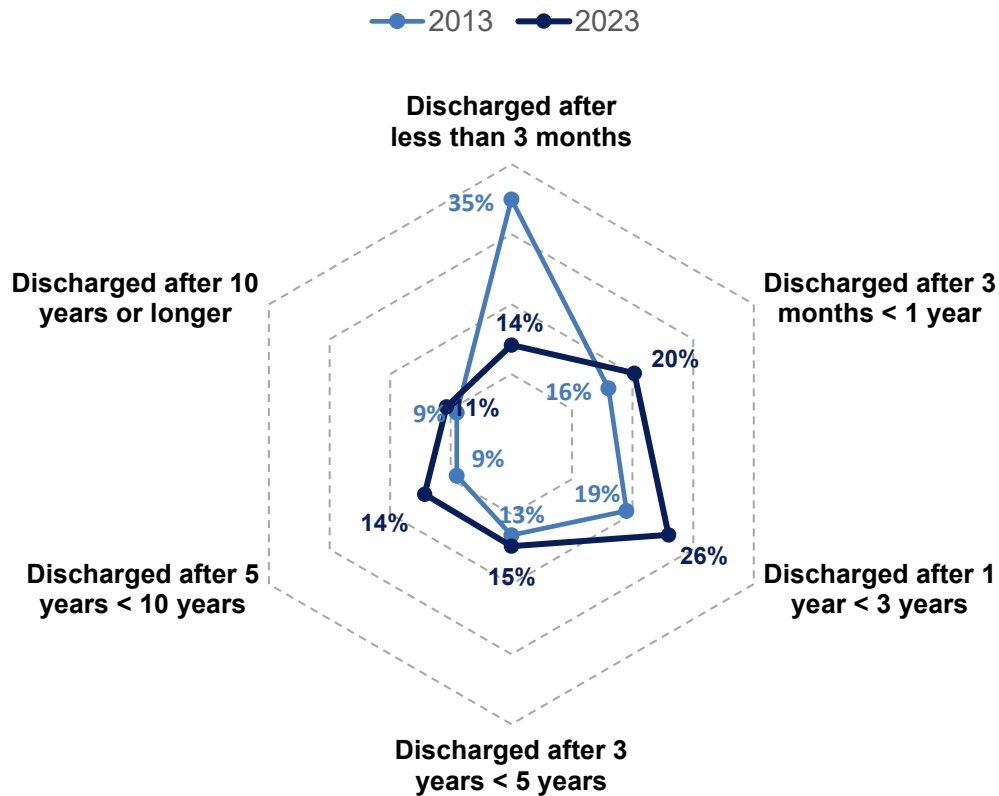 2013 2023
Discharged after
less than 3 months
35%
Discharged after 10
years or longer
Discharged after 3
months < 1 year
14%
20%
16%
9%
11%
9%
19%
13%
14%
15%
26%
Discharged after 5
years < 10 years
Discharged after 1
year < 3 years
Discharged after 3
years < 5 years